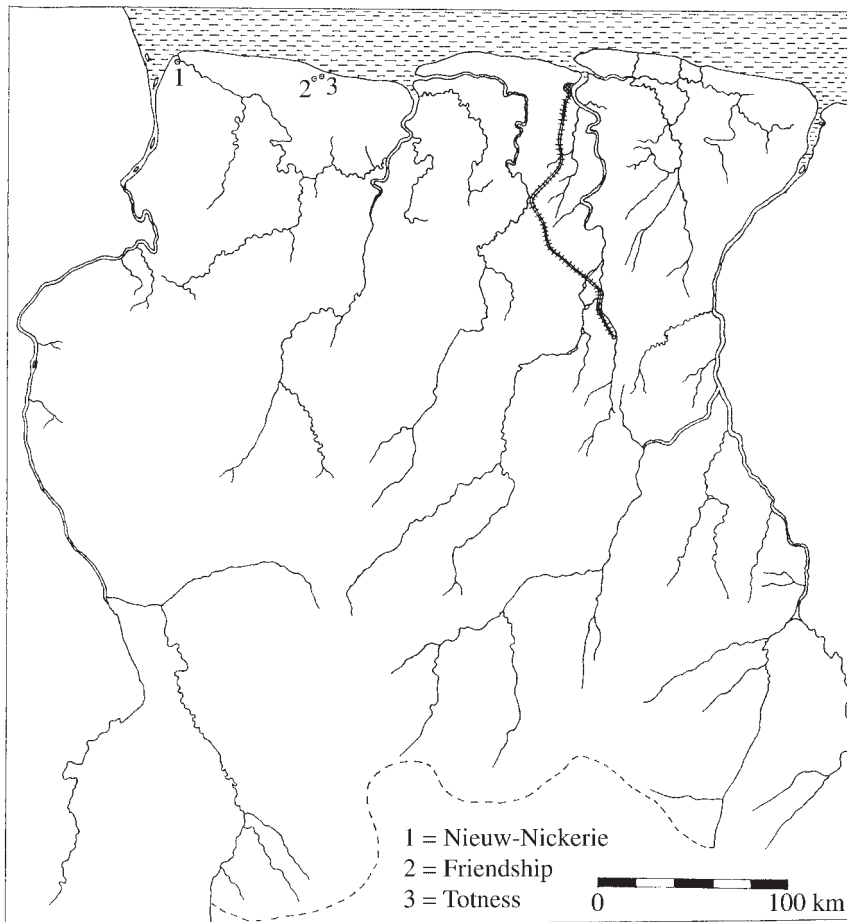 1
2 3
1 = Nieuw-Nickerie
2 = Friendship
3 = Totness
0 100 km